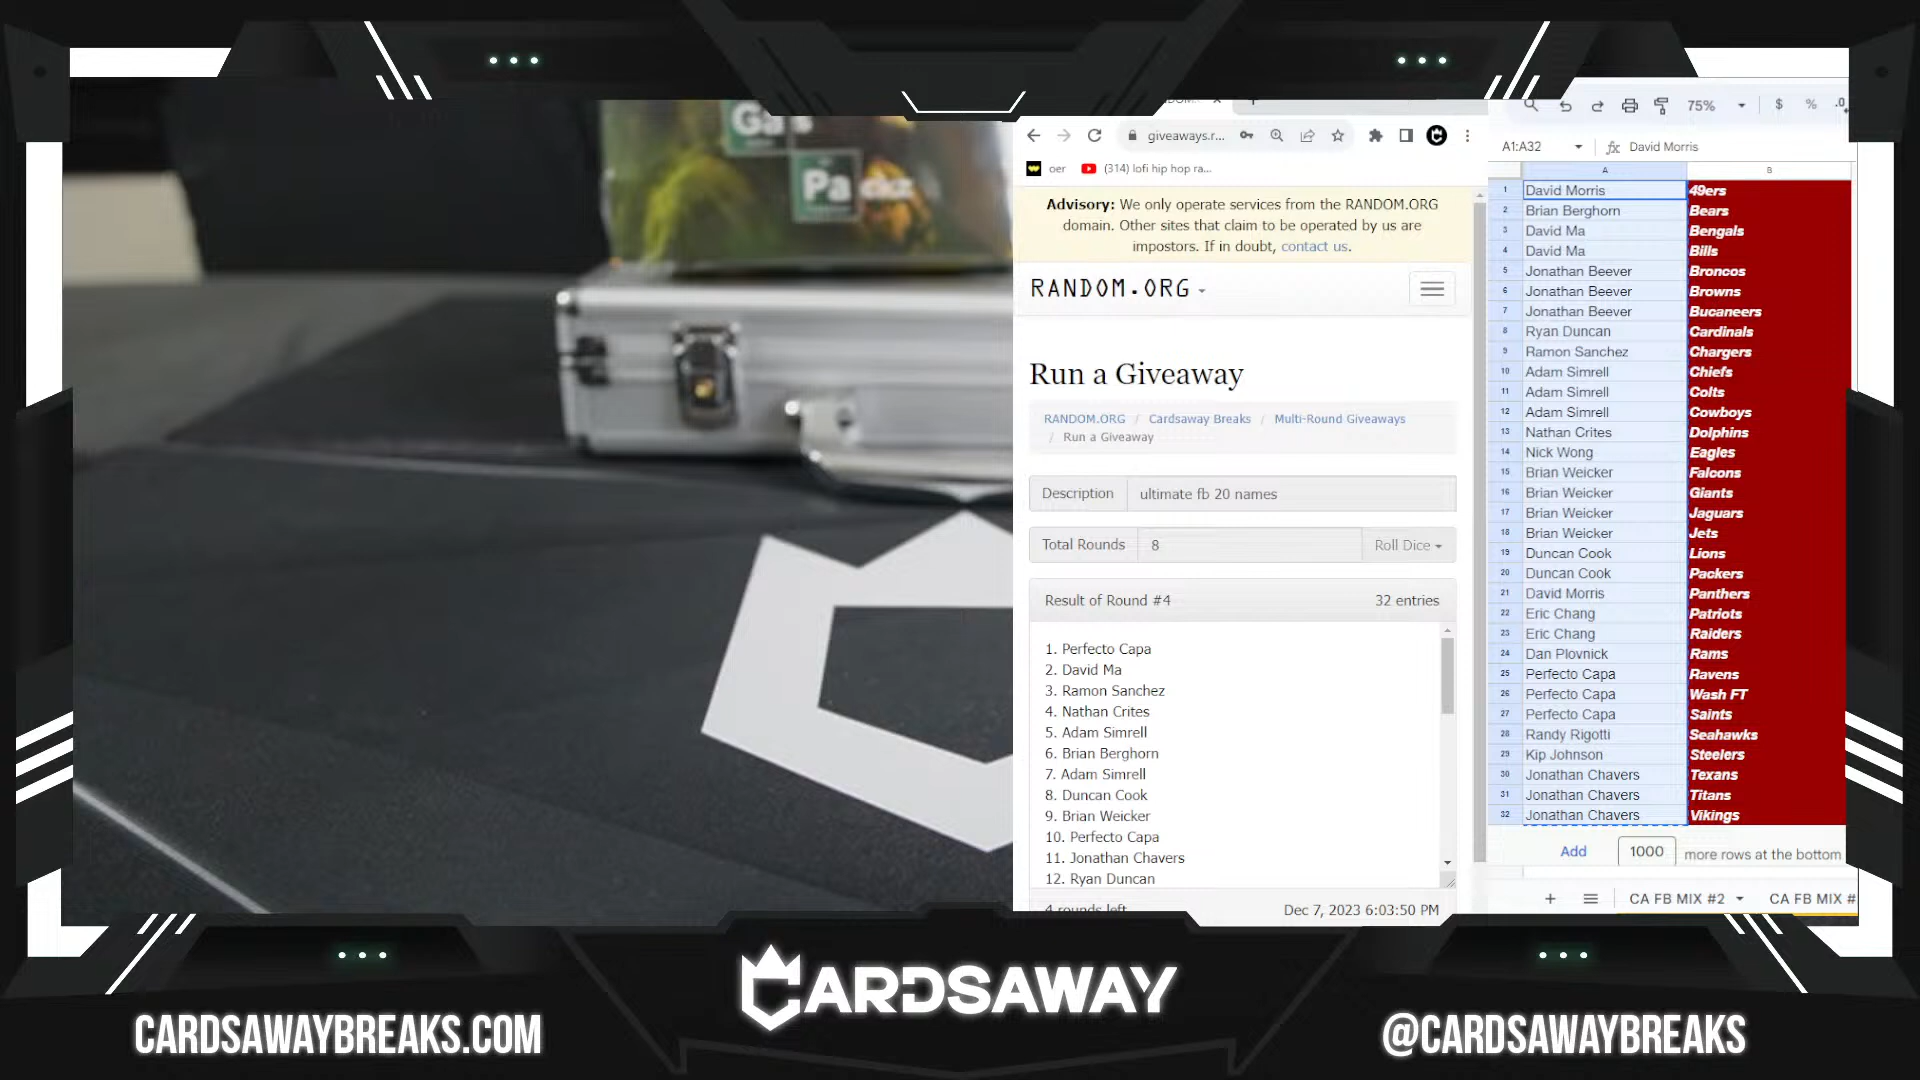 Ga s
Pa ckz
giveaways.r...
oer
(314) lofi hip hop ra...
Advisory: We only operate services from the RANDOM.ORG
domain. Other sites that claim to be operated by us are
impostors. If in doubt, contact us.
RANDOM.ORG
Run a Giveaway
RANDOM.ORG / Cardsaway Breaks / Multi-Round Giveaways
/ Run a Giveaway
Description ultimate fb 20 names
Total Rounds 8 Roll Dice
Result of Round #4 32 entries
1. Perfecto Capa
2. David Ma
3. Ramon Sanchez
4. Nathan Crites
5. Adam Simrell
6. Brian Berghorn
7. Adam Simrell
8. Duncan Cook
9. Brian Weicker
10. Perfecto Capa
11. Jonathan Chavers
12. Ryan Duncan
4 rounds left Dec 7, 2023 6:03:50 PM
75% $ % .0
A1:A32 fx David Morris
A B
1 David Morris 49ers
2 Brian Berghorn Bears
3 David Ma Bengals
4 David Ma Bills
5 Jonathan Beever Broncos
6 Jonathan Beever Browns
7 Jonathan Beever Bucaneers
8 Ryan Duncan Cardinals
9 Ramon Sanchez Chargers
10 Adam Simrell Chiefs
11 Adam Simrell Colts
12 Adam Simrell Cowboys
13 Nathan Crites Dolphins
14 Nick Wong Eagles
15 Brian Weicker Falcons
16 Brian Weicker Giants
17 Brian Weicker Jaguars
18 Brian Weicker Jets
19 Duncan Cook Lions
20 Duncan Cook Packers
21 David Morris Panthers
22 Eric Chang Patriots
23 Eric Chang Raiders
24 Dan Plovnick Rams
25 Perfecto Capa Ravens
26 Perfecto Capa Wash FT
27 Perfecto Capa Saints
28 Randy Rigotti Seahawks
29 Kip Johnson Steelers
30 Jonathan Chavers Texans
31 Jonathan Chavers Titans
32 Jonathan Chavers Vikings
Add 1000 more rows at the bottom
CA FB MIX #2 CA FB MIX #
CARDSAWAY
CARDSAWAYBREAKS.COM
@CARDSAWAYBREAKS